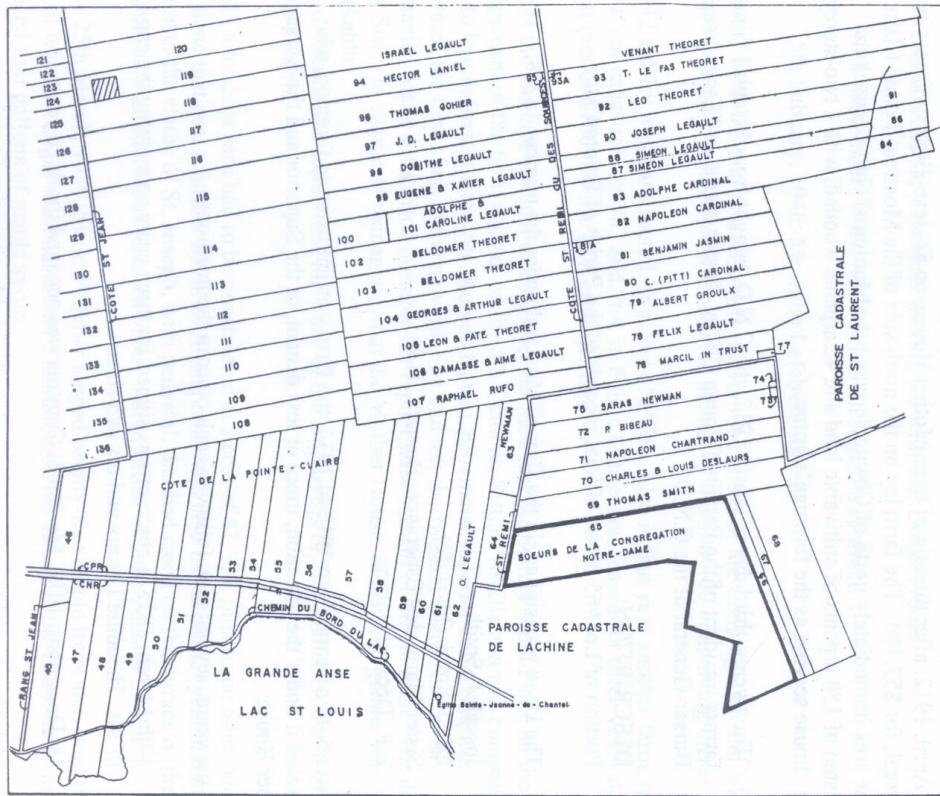 121
122
123
124
125
126
127
128
129
130
131
132
133
134
135
136
120
119
118
117
116
115
114
113
112
111
110
109
108
COTE ST JEAN
ISRAEL LEGAULT
94 HECTOR LANIEL
96 THOMAS GOHIER
97 J. D. LEGAULT
98 DOSITHE LEGAULT
99 EUGENE & XAVIER LEGAULT
100
101 ADOLPHE &
CAROLINE LEGAULT
102 BELDOMER THEORET
103 BELDOMER THEORET
104 GEORGES & ARTHUR LEGAULT
105 LEON & PATE THEORET
106 DAMASSE & AIME LEGAULT
107 RAPHAEL RUFO
COTE ST REMI OU DES SOURCES
95
93A
VENANT THEORET
93 T. LE FAS THEORET
92 LEO THEORET
90 JOSEPH LEGAULT
88 SIMEON LEGAULT
87 SIMEON LEGAULT
83 ADOLPHE CARDINAL
82 NAPOLEON CARDINAL
81A
81 BENJAMIN JASMIN
80 C. (PITT) CARDINAL
79 ALBERT GROULX
78 FELIX LEGAULT
76 MARCIL IN TRUST
77
91
86
84
PAROISSE CADASTRALE
DE ST LAURENT
74
73
75 SARAS NEWMAN
72 P. BIBEAU
71 NAPOLEON CHARTRAND
70 CHARLES & LOUIS DESLAURS
69 THOMAS SMITH
65
SOEURS DE LA CONGREGATION
NOTRE-DAME
68
67
66
NEWMAN
63
64
ST REMI
O. LEGAULT
COTE DE LA POINTE-CLAIRE
46
CPR
CNR
RANG ST JEAN
45
47
48
49
50
51
52
53
54
55
56
57
58
59
60
61
62
CHEMIN DU BORD DU LAC
LA GRANDE ANSE
LAC ST LOUIS
PAROISSE CADASTRALE
DE LACHINE
Eglise Sainte-Jeanne-de-Chantal